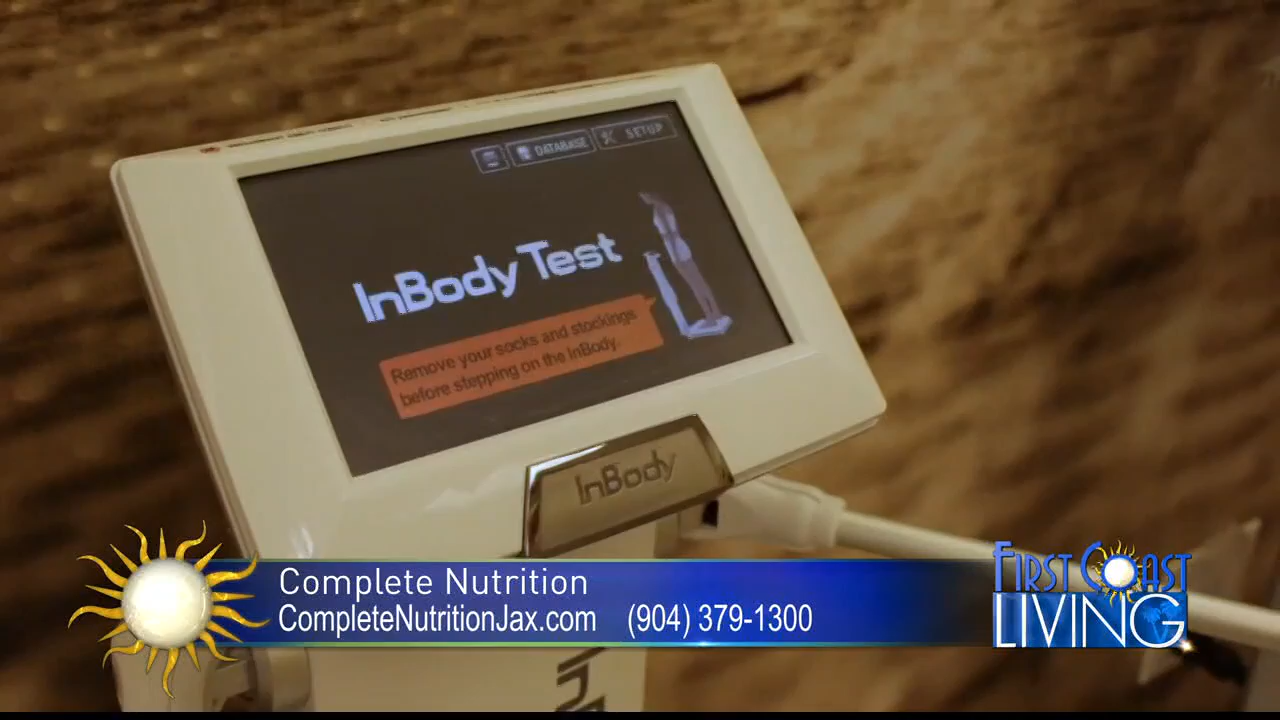 DATABASE
SETUP
InBody Test
Remove your socks and stockings
before stepping on the InBody.
InBody
Complete Nutrition
CompleteNutritionJax.com (904) 379-1300
FIRST COAST
LIVING